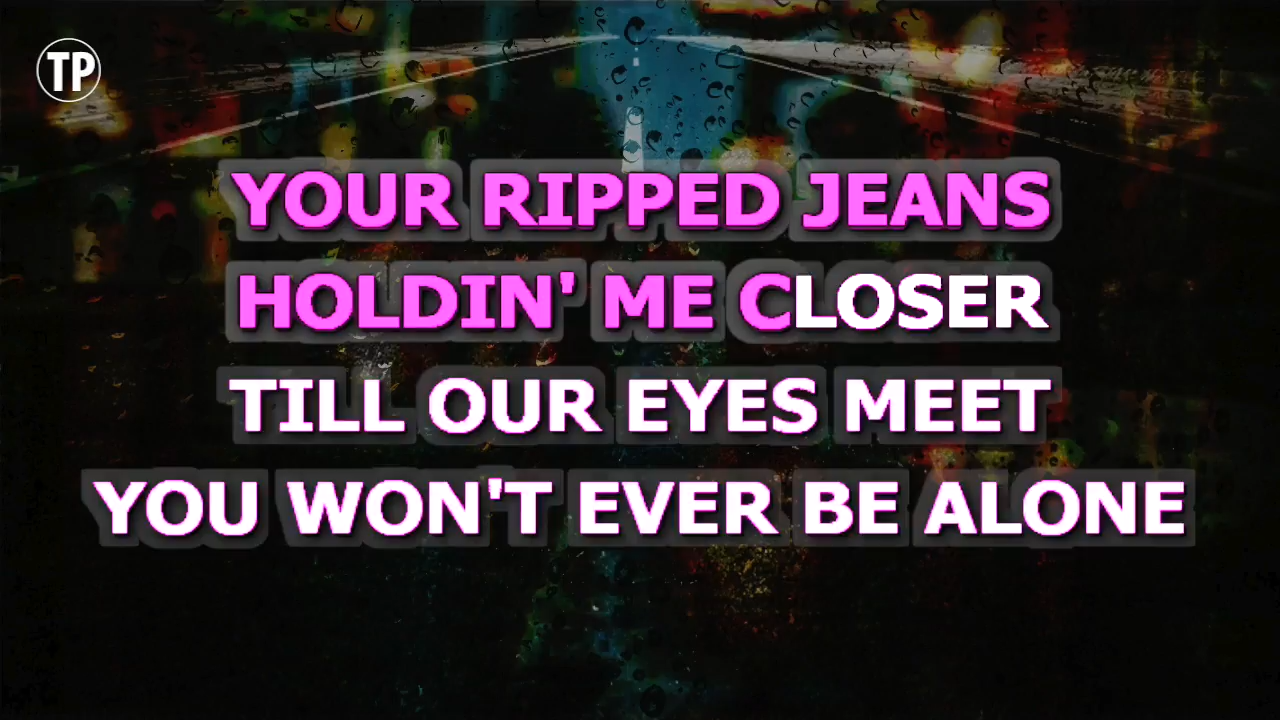 TP
YOUR RIPPED JEANS
HOLDIN' ME CLOSER
TILL OUR EYES MEET
YOU WON'T EVER BE ALONE